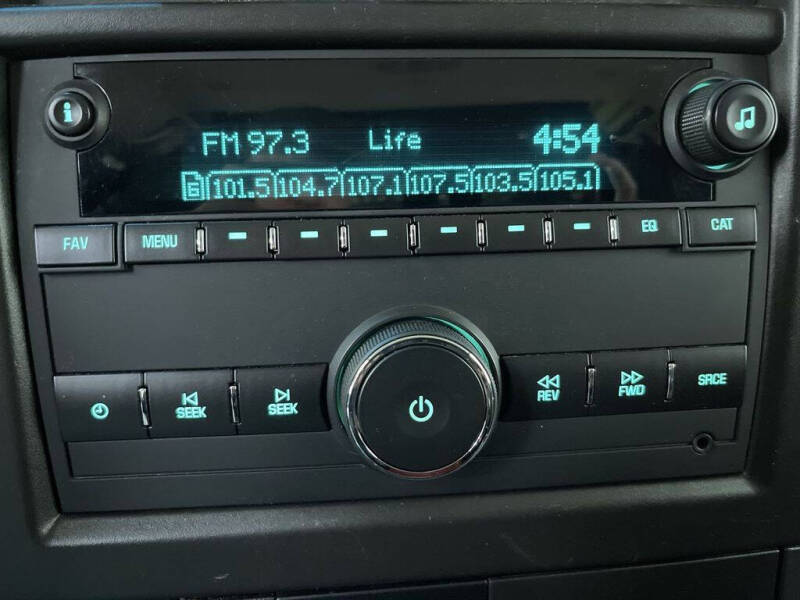 i
FM 97.3 Life 4:54
6 101.5 104.7 107.1 107.5 103.5 105.1
FAV MENU EQ CAT
SEEK SEEK REV FWD SRCE